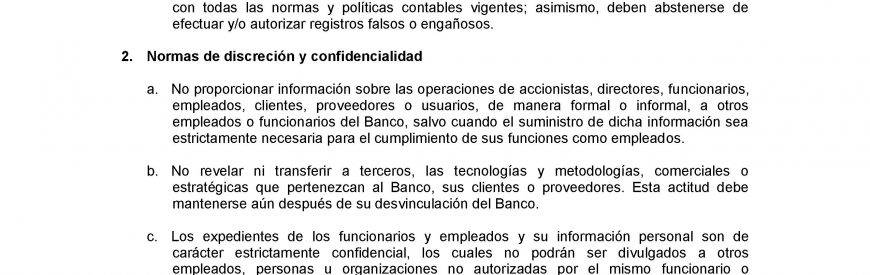 con todas las normas y políticas contables vigentes; asimismo, deben abstenerse de
efectuar y/o autorizar registros falsos o engañosos.
2. Normas de discreción y confidencialidad
a. No proporcionar información sobre las operaciones de accionistas, directores, funcionarios,
empleados, clientes, proveedores o usuarios, de manera formal o informal, a otros
empleados o funcionarios del Banco, salvo cuando el suministro de dicha información sea
estrictamente necesaria para el cumplimiento de sus funciones como empleados.
b. No revelar ni transferir a terceros, las tecnologías y metodologías, comerciales o
estratégicas que pertenezcan al Banco, sus clientes o proveedores. Esta actitud debe
mantenerse aún después de su desvinculación del Banco.
c. Los expedientes de los funcionarios y empleados y su información personal son de
carácter estrictamente confidencial, los cuales no podrán ser divulgados a otros
empleados, personas u organizaciones no autorizadas por el mismo funcionario o